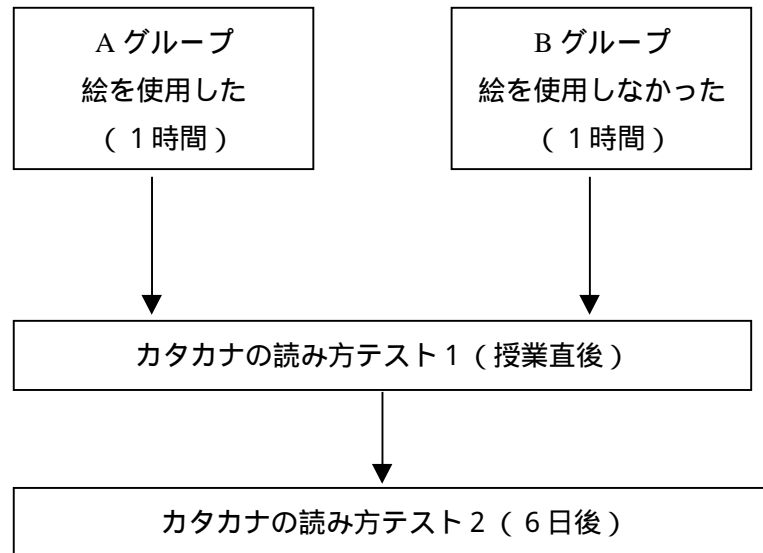 A グループ
絵を使用した
（１時間）
B グループ
絵を使用しなかった
（１時間）
カタカナの読み方テスト１（授業直後）
カタカナの読み方テスト２（６日後）